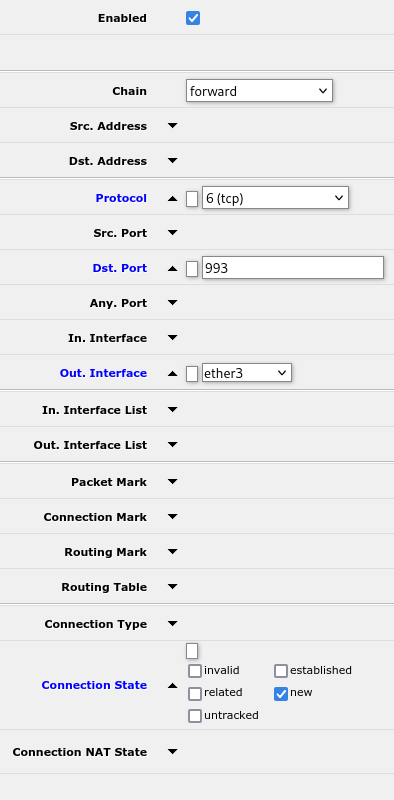 Enabled
Chain forward
Src. Address
Dst. Address
Protocol 6 (tcp)
Src. Port
Dst. Port 993
Any. Port
In. Interface
Out. Interface ether3
In. Interface List
Out. Interface List
Packet Mark
Connection Mark
Routing Mark
Routing Table
Connection Type
invalid established
Connection State related new
untracked
Connection NAT State